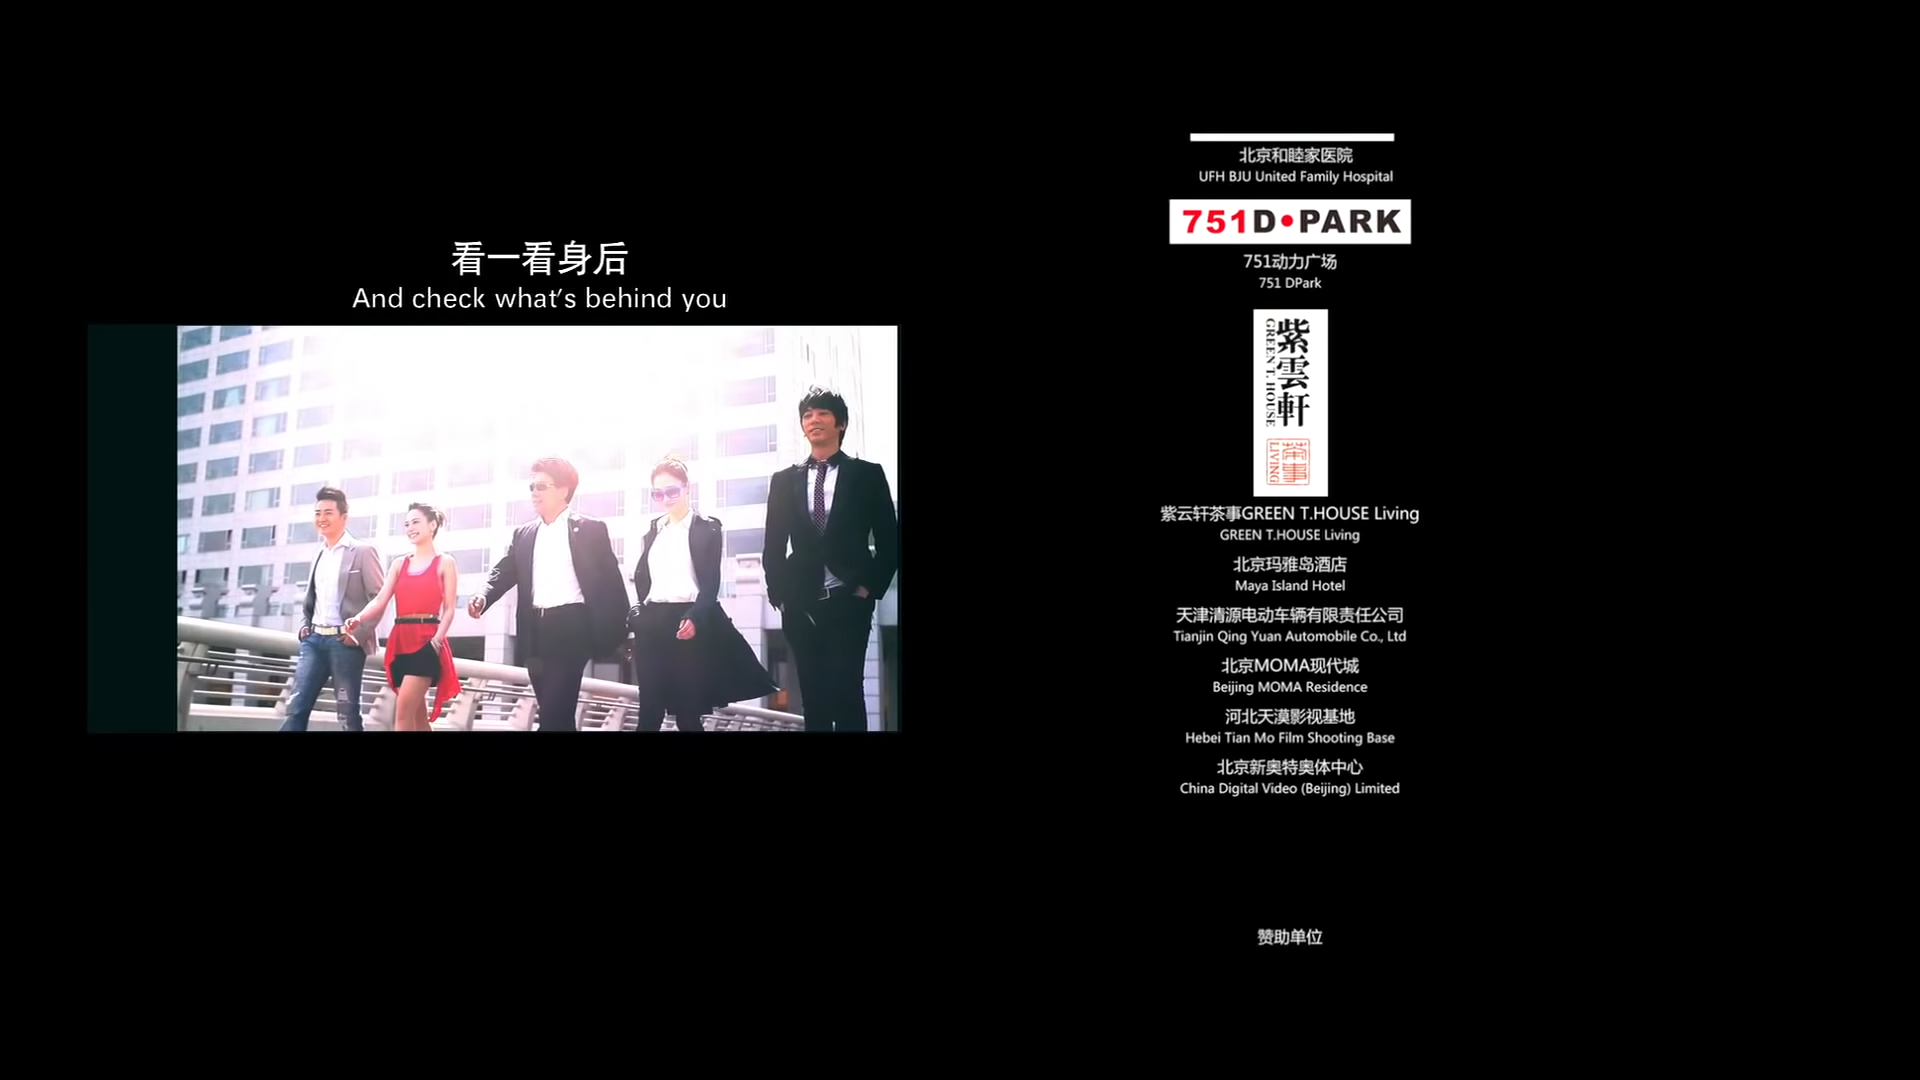 看一看身后
And check what's behind you
北京和睦家医院
UFH BJU United Family Hospital
751D•PARK
751动力广场
751 DPark
紫雲軒
GREEN T. HOUSE
茶事
LIVING
紫云轩茶事GREEN T.HOUSE Living
GREEN T.HOUSE Living
北京玛雅岛酒店
Maya Island Hotel
天津清源电动车辆有限责任公司
Tianjin Qing Yuan Automobile Co., Ltd
北京MOMA现代城
Beijing MOMA Residence
河北天漠影视基地
Hebei Tian Mo Film Shooting Base
北京新奥特奥体中心
China Digital Video (Beijing) Limited
赞助单位